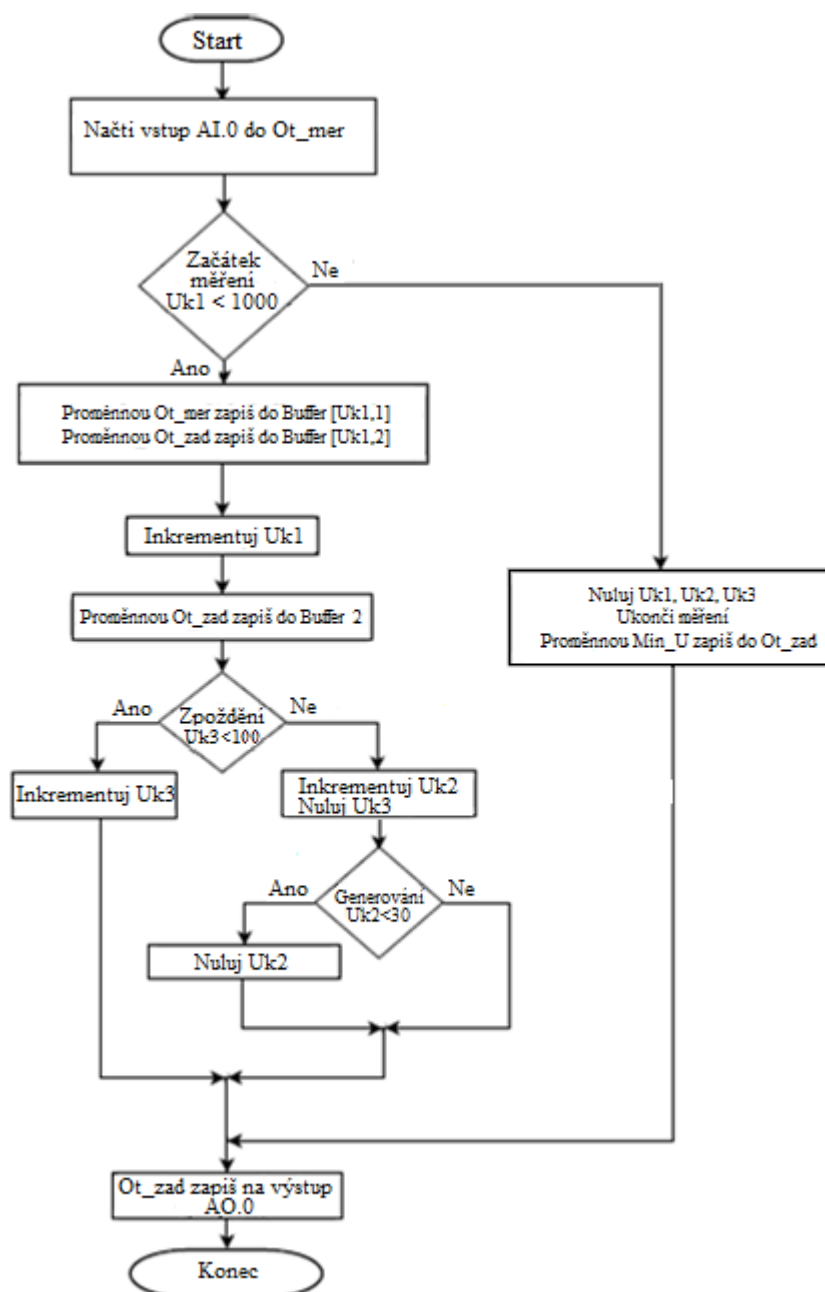 Start
Načti vstup AI.0 do Ot_mer
Začátek
měření
Uk1 < 1000
Ne
Ano
Proměnnou Ot_mer zapiš do Buffer [Uk1,1]
Proměnnou Ot_zad zapiš do Buffer [Uk1,2]
Inkrementuj Uk1
Proměnnou Ot_zad zapiš do Buffer 2
Nuluj Uk1, Uk2, Uk3
Ukonči měření
Proměnnou Min_U zapiš do Ot_zad
Ano
Zpoždění
Uk3<100
Ne
Inkrementuj Uk3
Inkrementuj Uk2
Nuluj Uk3
Ano
Generování
Uk2<30
Ne
Nuluj Uk2
Ot_zad zapiš na výstup
AO.0
Konec